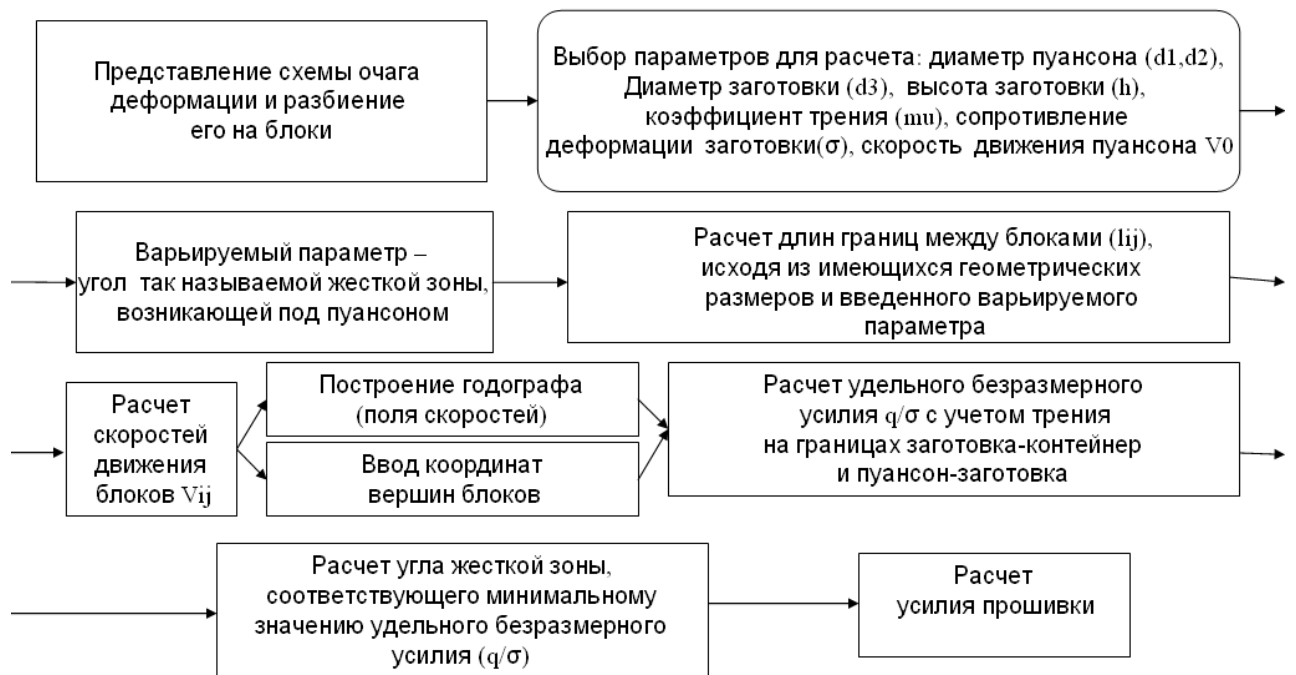 Представление схемы очага
деформации и разбиение
его на блоки
Выбор параметров для расчета: диаметр пуансона (d1,d2),
Диаметр заготовки (d3), высота заготовки (h),
коэффициент трения (mu), сопротивление
деформации заготовки(σ), скорость движения пуансона V0
Варьируемый параметр –
угол так называемой жесткой зоны,
возникающей под пуансоном
Расчет длин границ между блоками (lij),
исходя из имеющихся геометрических
размеров и введенного варьируемого
параметра
Расчет
скоростей
движения
блоков Vij
Построение годографа
(поля скоростей)
Ввод координат
вершин блоков
Расчет удельного безразмерного
усилия q/σ с учетом трения
на границах заготовка-контейнер
и пуансон-заготовка
Расчет угла жесткой зоны,
соответствующего минимальному
значению удельного безразмерного
усилия (q/σ)
Расчет
усилия прошивки